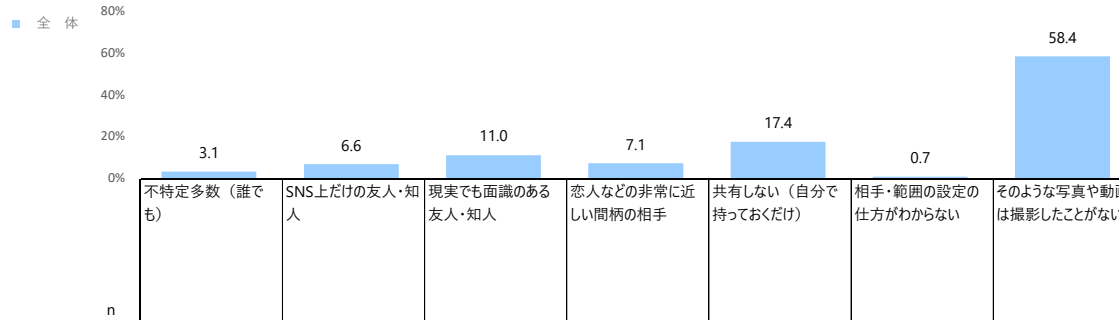 全 体
80%
60%
40%
20%
0%
3.1
6.6
11.0
7.1
17.4
0.7
58.4
不特定多数（誰で
も）
SNS上だけの友人・知
人
現実でも面識のある
友人・知人
恋人などの非常に近
しい間柄の相手
共有しない（自分で
持っておくだけ）
相手・範囲の設定の
仕方がわからない
そのような写真や動画
は撮影したことがない
n